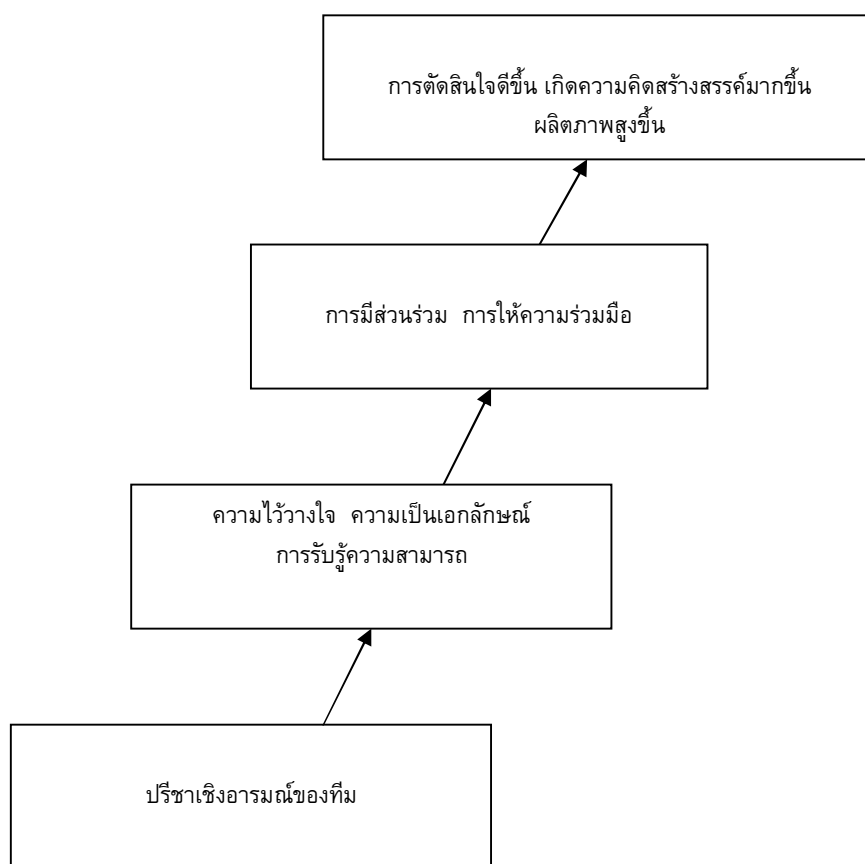 การตัดสินใจดีขึ้น เกิดความคิดสร้างสรรค์มากขึ้น
ผลิตภาพสูงขึ้น
การมีส่วนร่วม การให้ความร่วมมือ
ความไว้วางใจ ความเป็นเอกลักษณ์
การรับรู้ความสามารถ
ปรีชาเชิงอารมณ์ของทีม